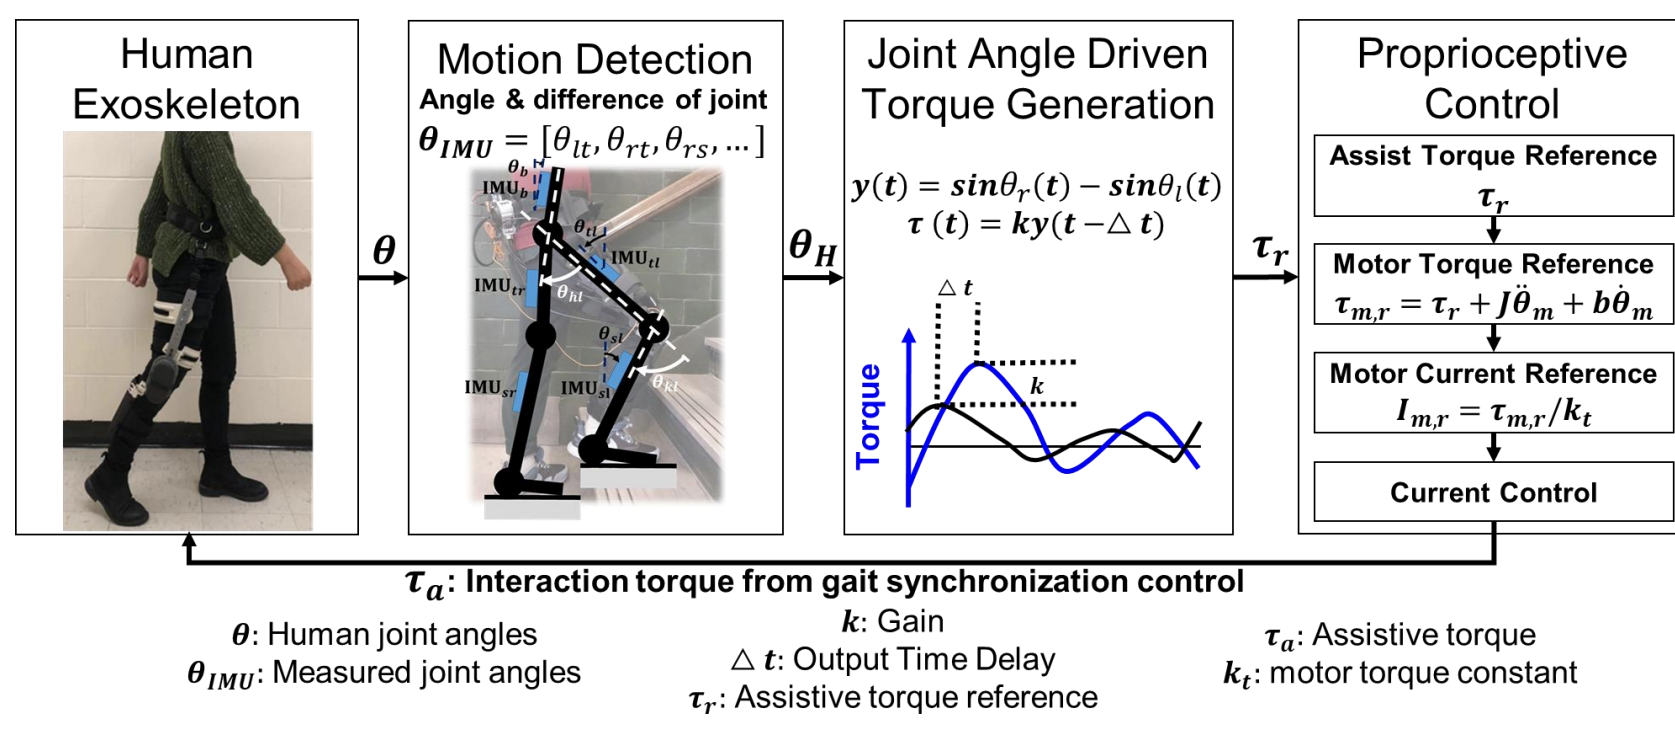 Human
Exoskeleton
θ
Motion Detection
Angle & difference of joint
θ_IMU = [θ_lt, θ_rt, θ_rs, ...]
θ_b
IMU_b
θ_tl
IMU_tl
IMU_tr
θ_hl
θ_sl
IMU_sr
IMU_sl
θ_kl
θ_H
Joint Angle Driven
Torque Generation
y(t) = sinθ_r(t) − sinθ_l(t)
τ (t) = ky(t −△ t)
△ t
k
Torque
τ_r
Proprioceptive
Control
Assist Torque Reference
τ_r
Motor Torque Reference
τ_m,r = τ_r + Jθ̈_m + bθ̇_m
Motor Current Reference
I_m,r = τ_m,r/k_t
Current Control
τ_a: Interaction torque from gait synchronization control
θ: Human joint angles
θ_IMU: Measured joint angles
k: Gain
△ t: Output Time Delay
τ_r: Assistive torque reference
τ_a: Assistive torque
k_t: motor torque constant